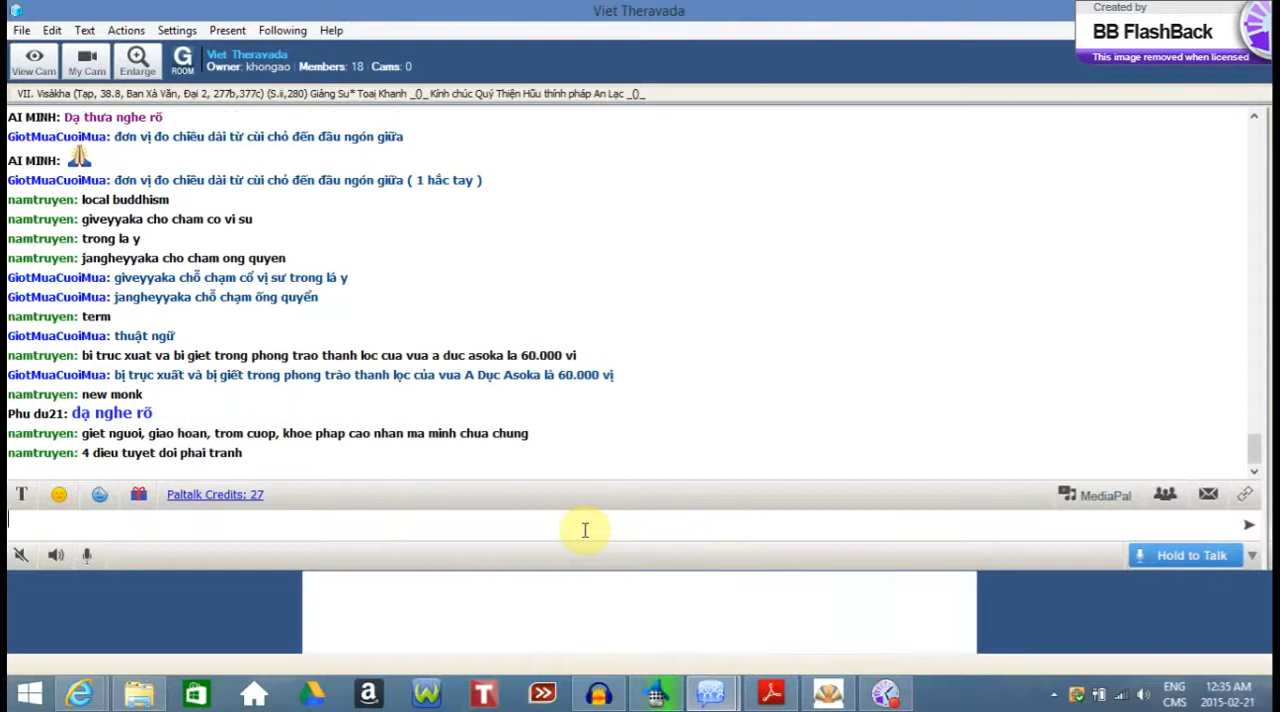 Viet Theravada
Created by
BB FlashBack
This image removed when licensed
File Edit Text Actions Settings Present Following Help
View Cam
My Cam
Enlarge
G
ROOM
Viet Theravada
Owner: khongao : Members: 18 : Cams: 0
VII. Visàkha (Tạp, 38.8, Ban Xà Văn, Đại 2, 277b,377c) (S.ii,280) Giảng Sư* Toại Khanh _()_ Kính chúc Quý Thiện Hữu thính pháp An Lạc _()_
AI MINH: Dạ thưa nghe rõ
GiotMuaCuoiMua: đơn vị đo chiều dài từ cùi chỏ đến đầu ngón giữa
AI MINH:
GiotMuaCuoiMua: đơn vị đo chiều dài từ cùi chỏ đến đầu ngón giữa ( 1 hắc tay )
namtruyen: local buddhism
namtruyen: giveyyaka cho cham co vi su
namtruyen: trong la y
namtruyen: jangheyyaka cho cham ong quyen
GiotMuaCuoiMua: giveyyaka chỗ chạm cổ vị sư trong lá y
GiotMuaCuoiMua: jangheyyaka chỗ chạm ống quyển
namtruyen: term
GiotMuaCuoiMua: thuật ngữ
namtruyen: bi truc xuat va bi giet trong phong trao thanh loc cua vua a duc asoka la 60.000 vi
GiotMuaCuoiMua: bị trục xuất và bị giết trong phong trào thanh lọc của vua A Dục Asoka là 60.000 vị
namtruyen: new monk
Phu du21: dạ nghe rõ
namtruyen: giet nguoi, giao hoan, trom cuop, khoe phap cao nhan ma minh chua chung
namtruyen: 4 dieu tuyet doi phai tranh
T
Paltalk Credits: 27
MediaPal
Hold to Talk
ENG
CMS
12:35 AM
2015-02-21